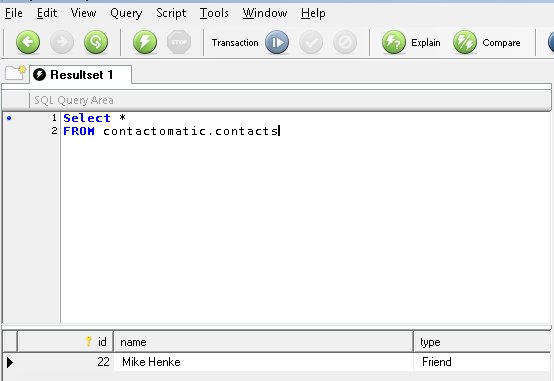 File Edit View Query Script Tools Window Help
Transaction Explain Compare
STOP
Resultset 1
SQL Query Area
1 Select *
2 FROM contactomatic.contacts
id name type
22 Mike Henke Friend